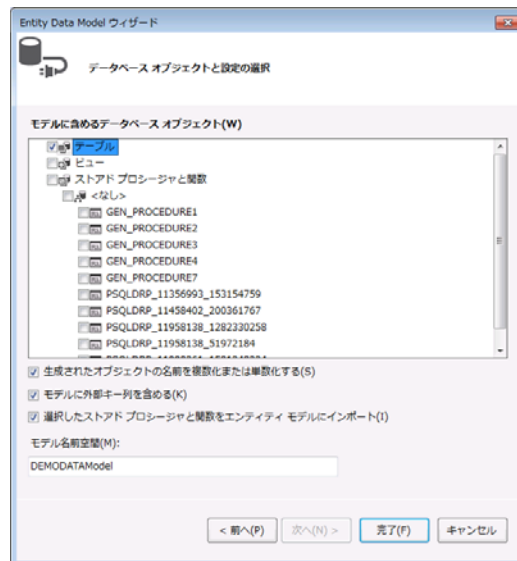 Entity Data Model ウィザード
データベース オブジェクトと設定の選択
モデルに含めるデータベース オブジェクト(W)
テーブル
ビュー
ストアド プロシージャと関数
<なし>
GEN_PROCEDURE1
GEN_PROCEDURE2
GEN_PROCEDURE3
GEN_PROCEDURE4
GEN_PROCEDURE7
PSQLDRP_11356993_153154759
PSQLDRP_11458402_200361767
PSQLDRP_11958138_1282330258
PSQLDRP_11958138_51972184
生成されたオブジェクトの名前を複数化または単数化する(S)
モデルに外部キー列を含める(K)
選択したストアド プロシージャと関数をエンティティ モデルにインポート(I)
モデル名前空間(M):
DEMODATAModel
< 前へ(P)
次へ(N) >
完了(F)
キャンセル